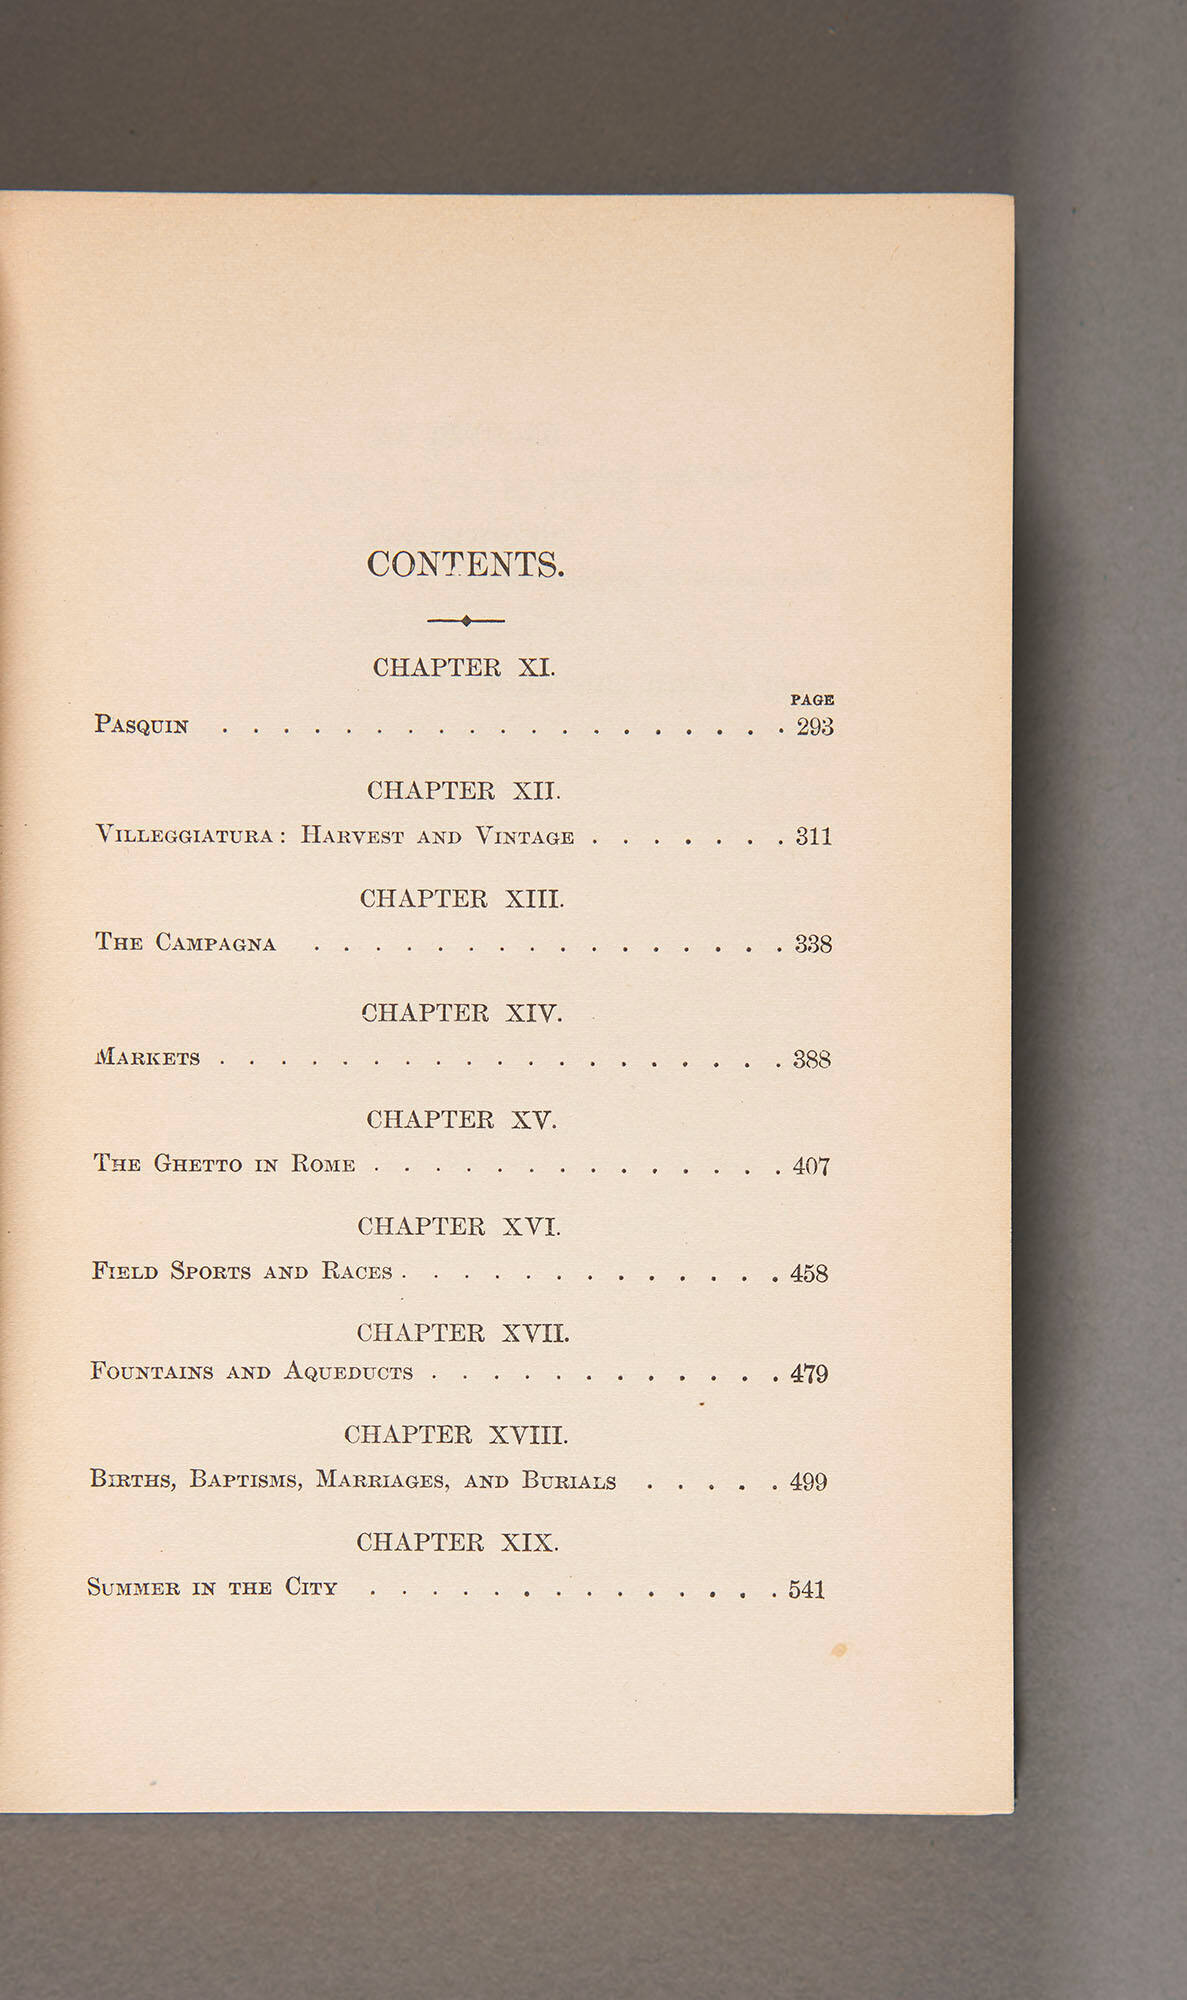 CONTENTS.
CHAPTER XI.
PAGE
PASQUIN . . . . . . . . . . . . . . . . . . . 293
CHAPTER XII.
VILLEGGIATURA: HARVEST AND VINTAGE . . . . . . . 311
CHAPTER XIII.
THE CAMPAGNA . . . . . . . . . . . . . . . . 338
CHAPTER XIV.
MARKETS . . . . . . . . . . . . . . . . . . . 388
CHAPTER XV.
THE GHETTO IN ROME . . . . . . . . . . . . . . 407
CHAPTER XVI.
FIELD SPORTS AND RACES . . . . . . . . . . . . . 458
CHAPTER XVII.
FOUNTAINS AND AQUEDUCTS . . . . . . . . . . . . 479
CHAPTER XVIII.
BIRTHS, BAPTISMS, MARRIAGES, AND BURIALS . . . . . 499
CHAPTER XIX.
SUMMER IN THE CITY . . . . . . . . . . . . . . 541